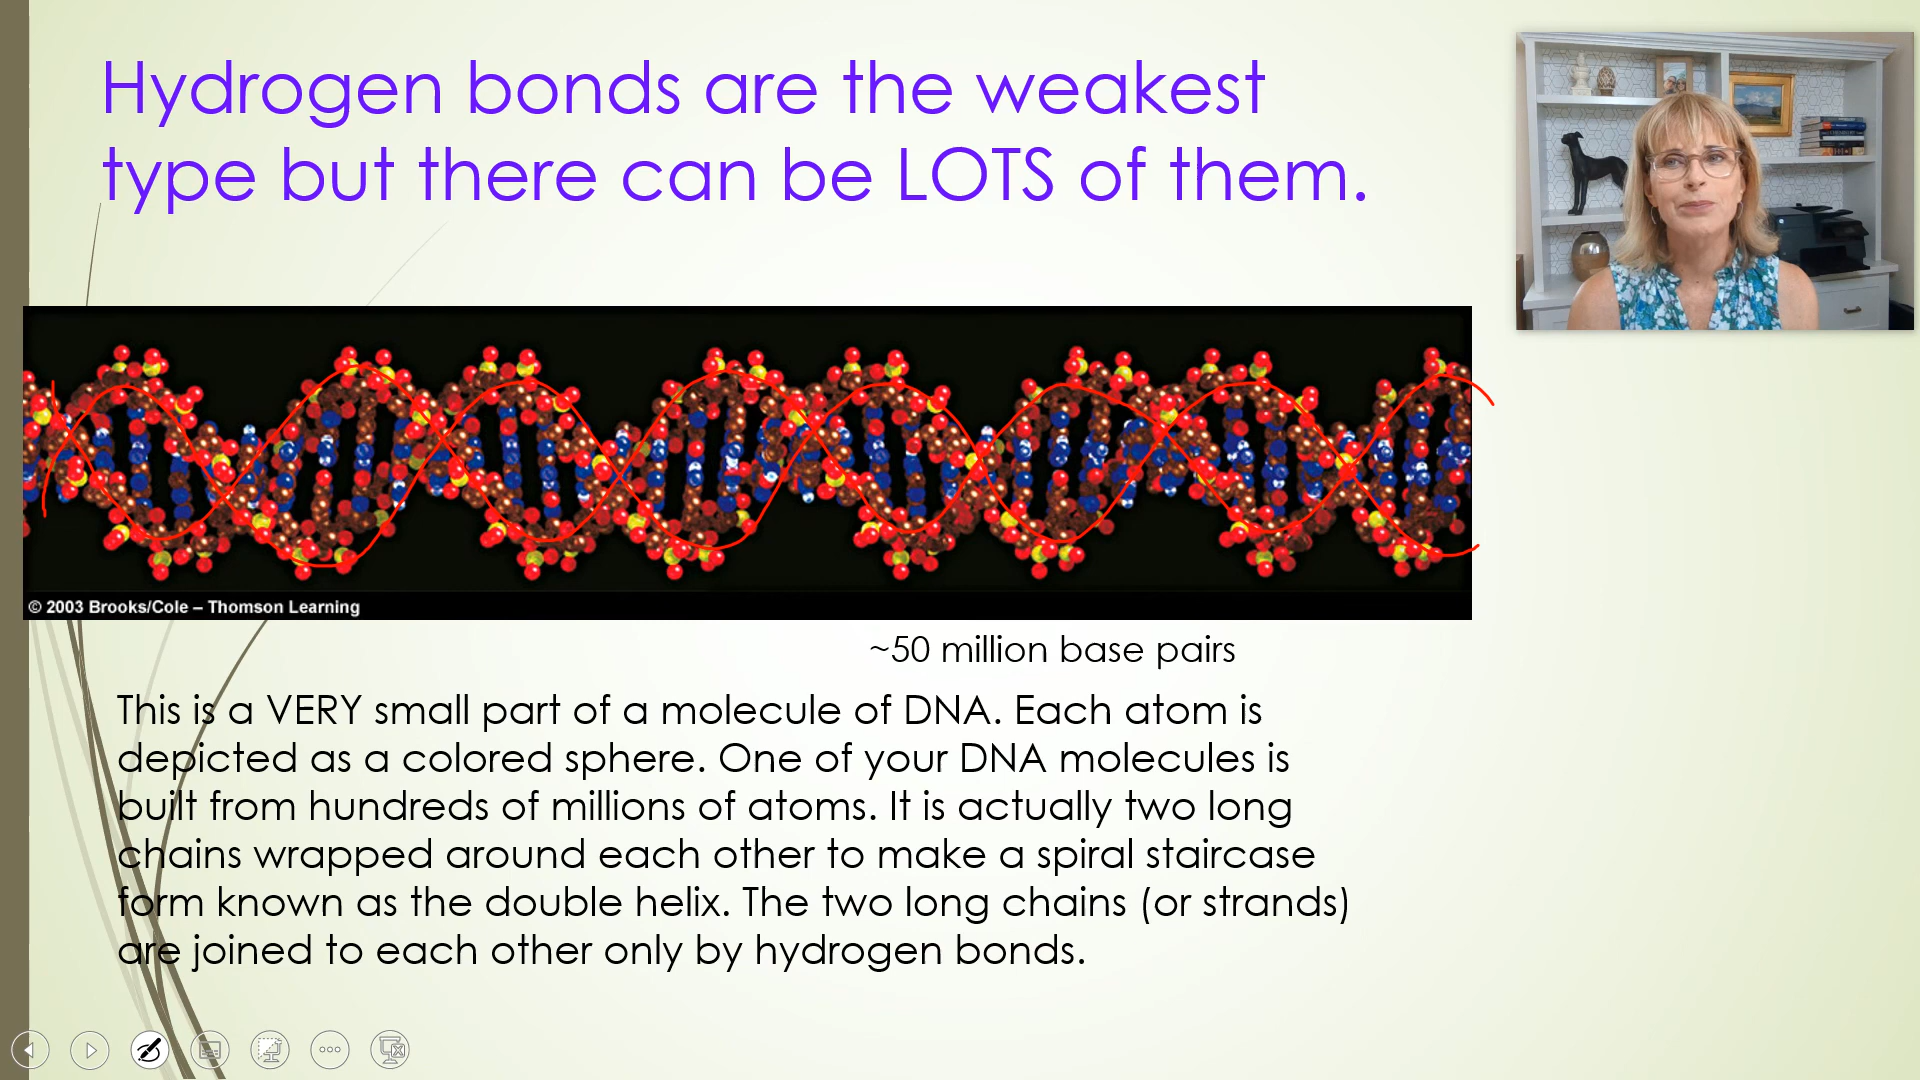 Hydrogen bonds are the weakest
type but there can be LOTS of them.
© 2003 Brooks/Cole – Thomson Learning
~50 million base pairs
This is a VERY small part of a molecule of DNA. Each atom is
depicted as a colored sphere. One of your DNA molecules is
built from hundreds of millions of atoms. It is actually two long
chains wrapped around each other to make a spiral staircase
form known as the double helix. The two long chains (or strands)
are joined to each other only by hydrogen bonds.